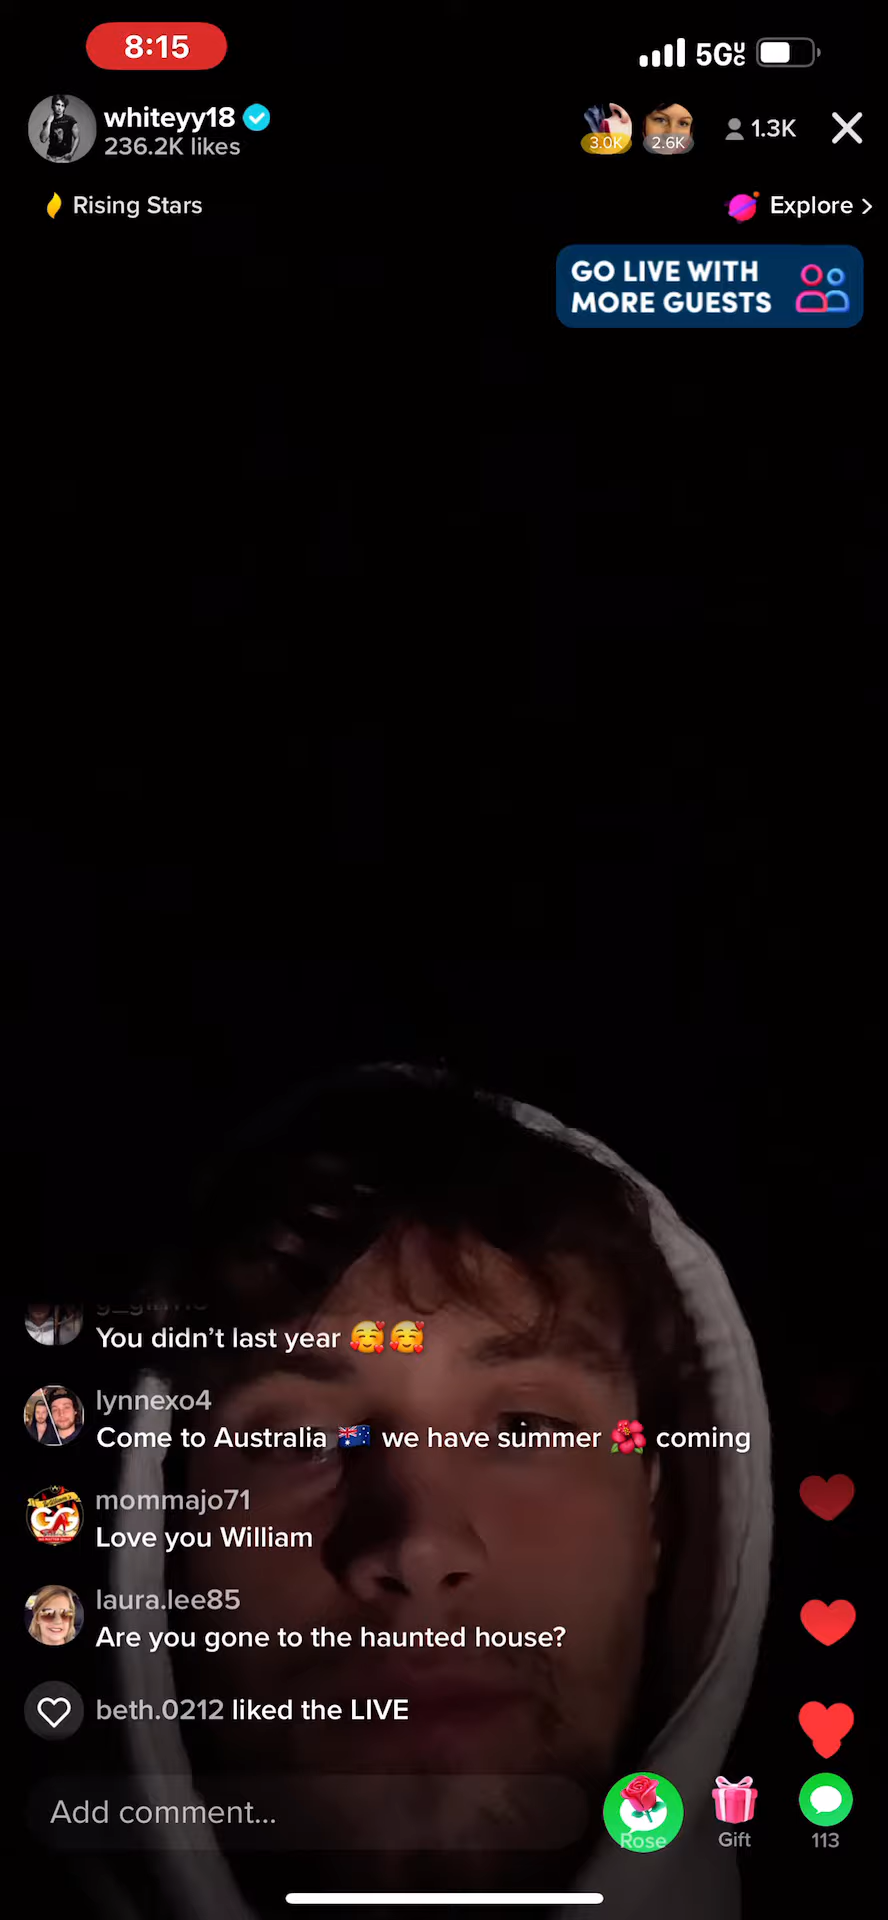 8:15
5G UC
whiteyy18
236.2K likes
3.0K
2.6K
1.3K
Rising Stars
Explore >
GO LIVE WITH
MORE GUESTS
You didn’t last year 🥰🥰
lynnexo4
Come to Australia 🇦🇺 we have summer 🌺 coming
mommajo71
Love you William
laura.lee85
Are you gone to the haunted house?
beth.0212 liked the LIVE
Add comment...
Rose
Gift
113